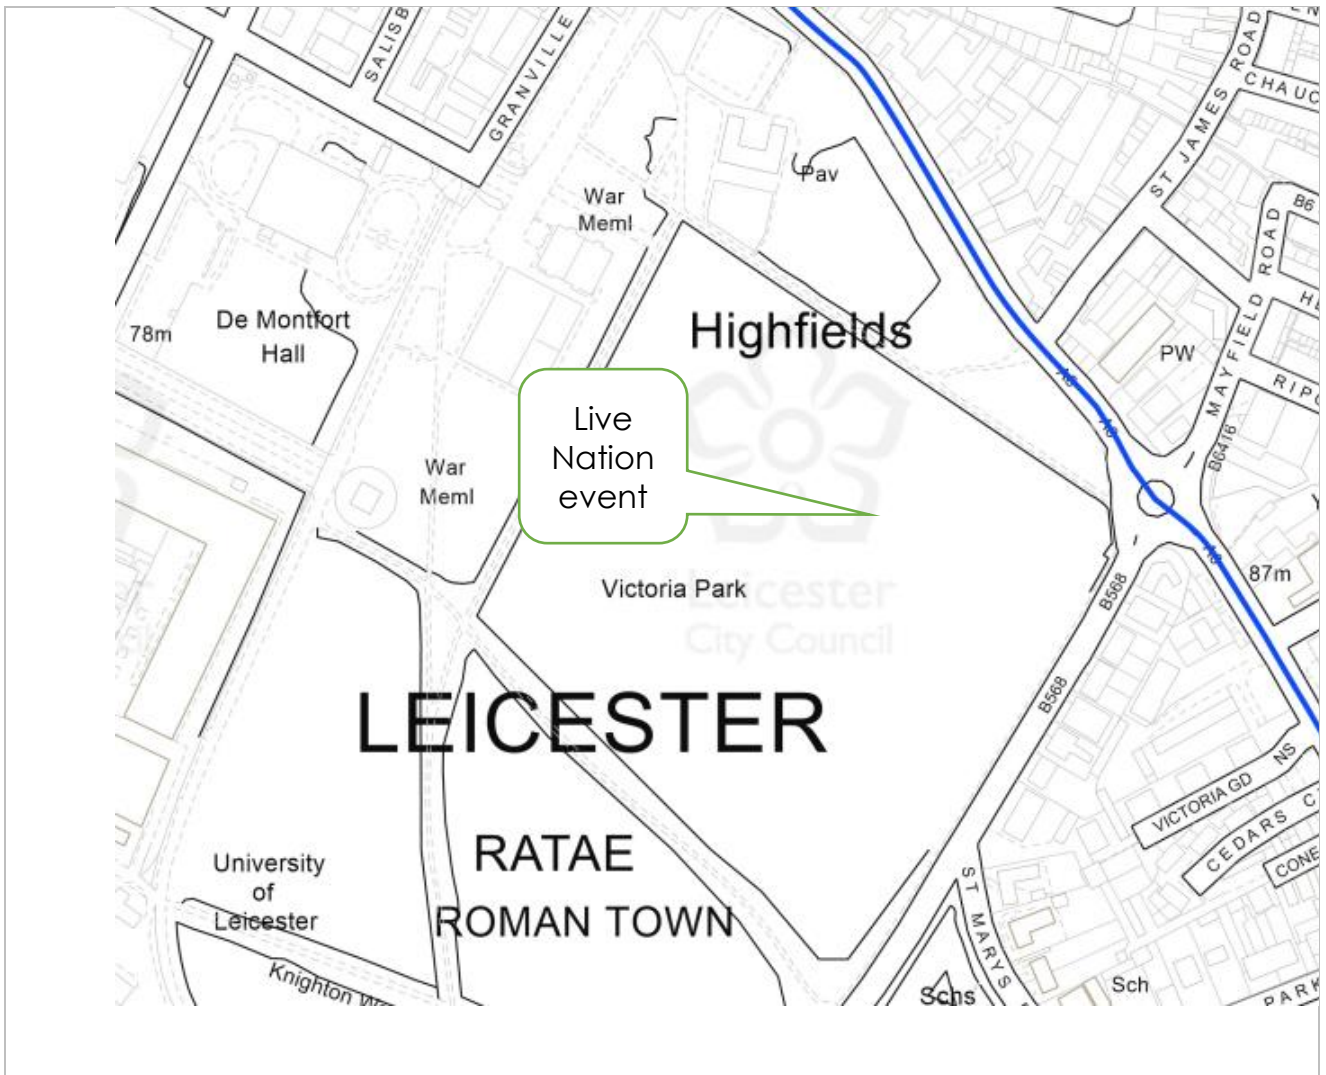 SALISB
GRANVILLE
ST JAMES ROAD
CHAUC
Pav
War
Meml
B6
MAYFIELD ROAD
HE
De Montfort
Hall
78m
Highfields
PW
RIPO
A6
Live
Nation
event
A6
B6416
War
Meml
A6
87m
Victoria Park
Leicester
City Council
B568
B568
LEICESTER
VICTORIA GD NS
CEDARS C
CONE
RATAE
ROMAN TOWN
University
of
Leicester
ST MARYS
Knighton W
Schs
Sch
PARK